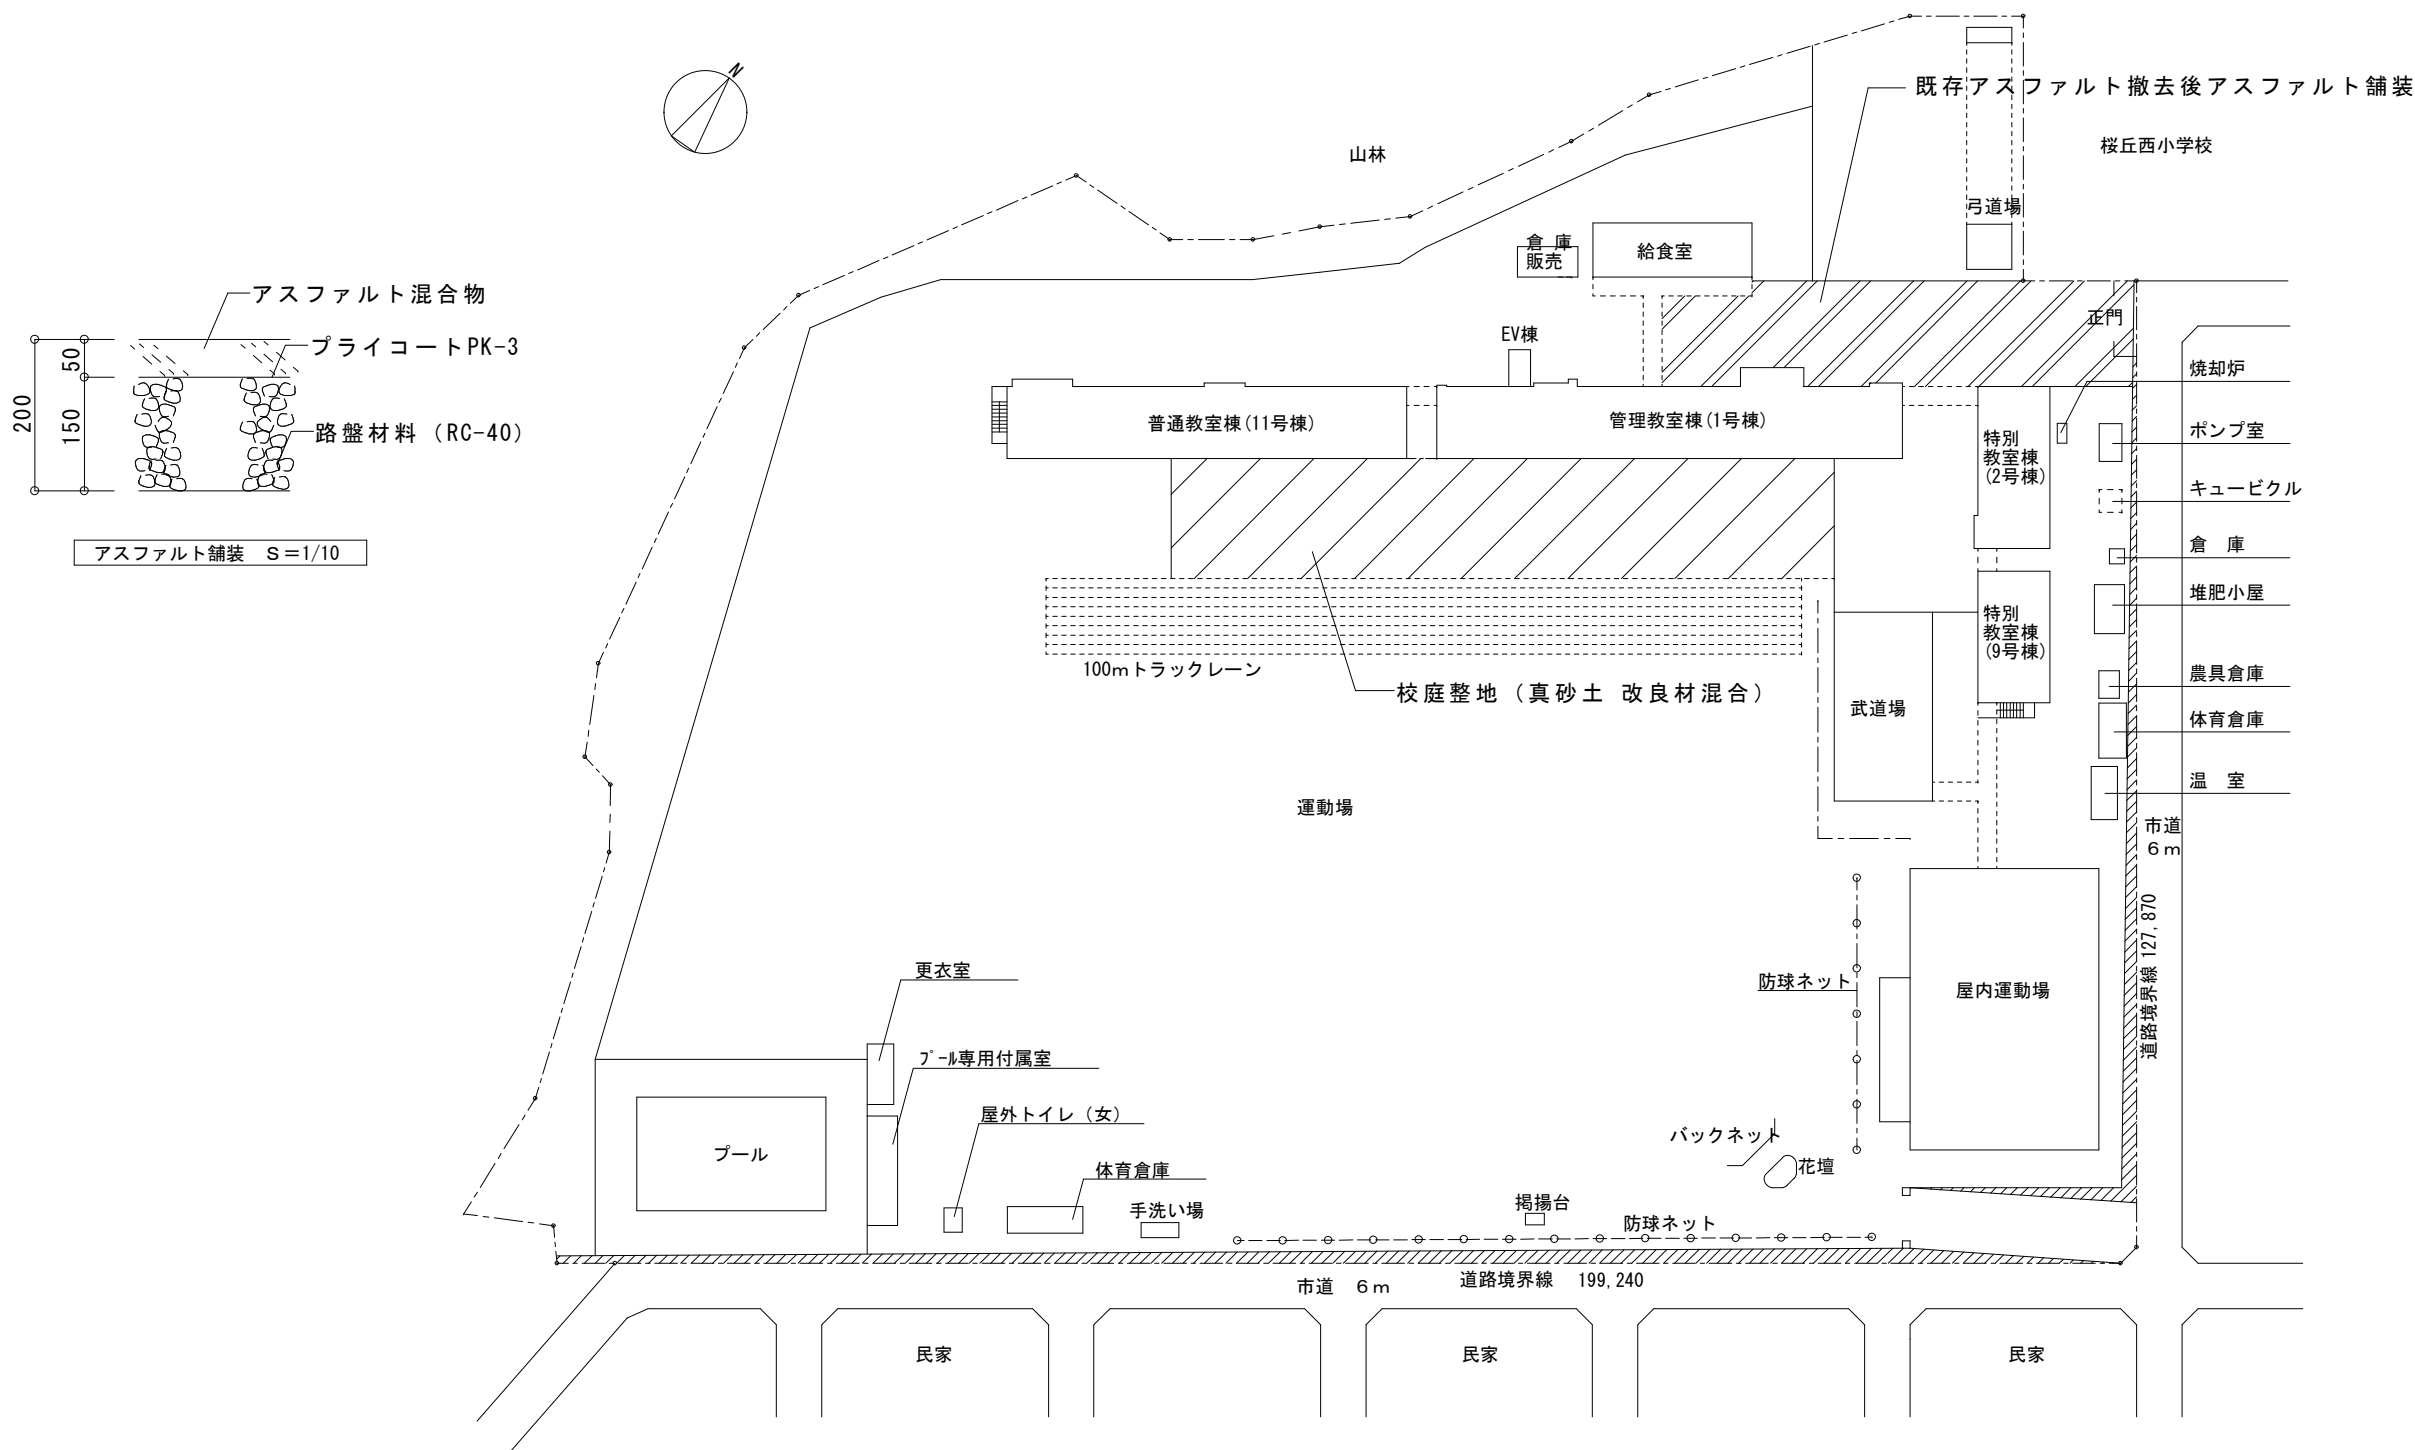 N
既存アスファルト撤去後アスファルト舗装
山林
桜丘西小学校
弓道場
倉 庫
販売
給食室
アスファルト混合物
プライコートPK-3
路盤材料（RC-40）
50
150
200
アスファルト舗装　Ｓ＝1/10
EV棟
正門
焼却炉
普通教室棟(11号棟)
管理教室棟(1号棟)
特別
教室棟
(2号棟)
ポンプ室
キュービクル
倉　庫
堆肥小屋
特別
教室棟
(9号棟)
100mトラックレーン
校庭整地（真砂土 改良材混合）
農具倉庫
武道場
体育倉庫
温　室
運動場
市道
６ｍ
道路境界線 127,870
更衣室
防球ネット
屋内運動場
ﾌﾟｰﾙ専用付属室
屋外トイレ（女）
プール
バックネット
花壇
体育倉庫
手洗い場
掲揚台
防球ネット
市道　６ｍ
道路境界線　199,240
民家
民家
民家